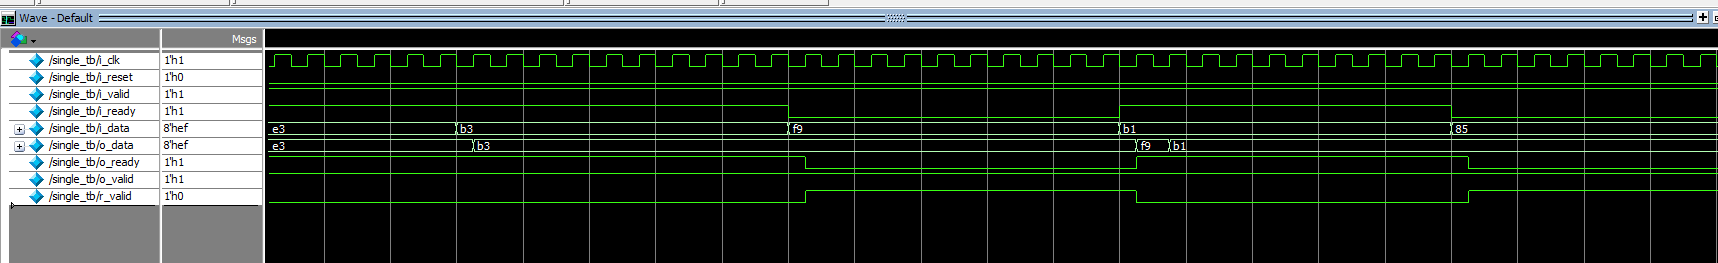 Wave - Default
Msgs
/single_tb/i_clk 1'h1
/single_tb/i_reset 1'h0
/single_tb/i_valid 1'h1
/single_tb/i_ready 1'h1
/single_tb/i_data 8'hef e3 b3 f9 b1 85
/single_tb/o_data 8'hef e3 b3 f9 b1
/single_tb/o_ready 1'h1
/single_tb/o_valid 1'h1
/single_tb/r_valid 1'h0